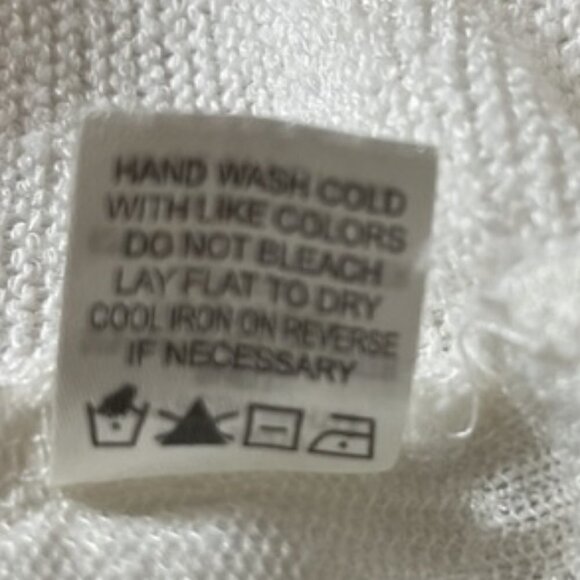 HAND WASH COLD
WITH LIKE COLORS
DO NOT BLEACH
LAY FLAT TO DRY
COOL IRON ON REVERSE
IF NECESSARY